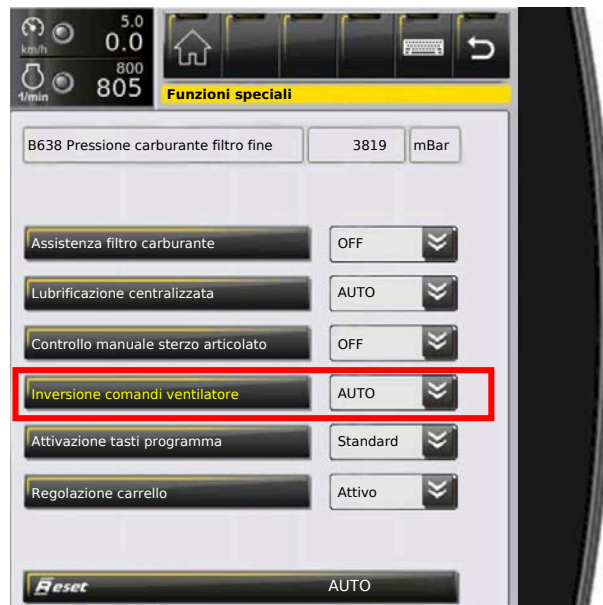 5.0
km/h 0.0
800
1/min 805
Funzioni speciali
B638 Pressione carburante filtro fine 3819 mBar
Assistenza filtro carburante OFF
Lubrificazione centralizzata AUTO
Controllo manuale sterzo articolato OFF
Inversione comandi ventilatore AUTO
Attivazione tasti programma Standard
Regolazione carrello Attivo
Reset AUTO